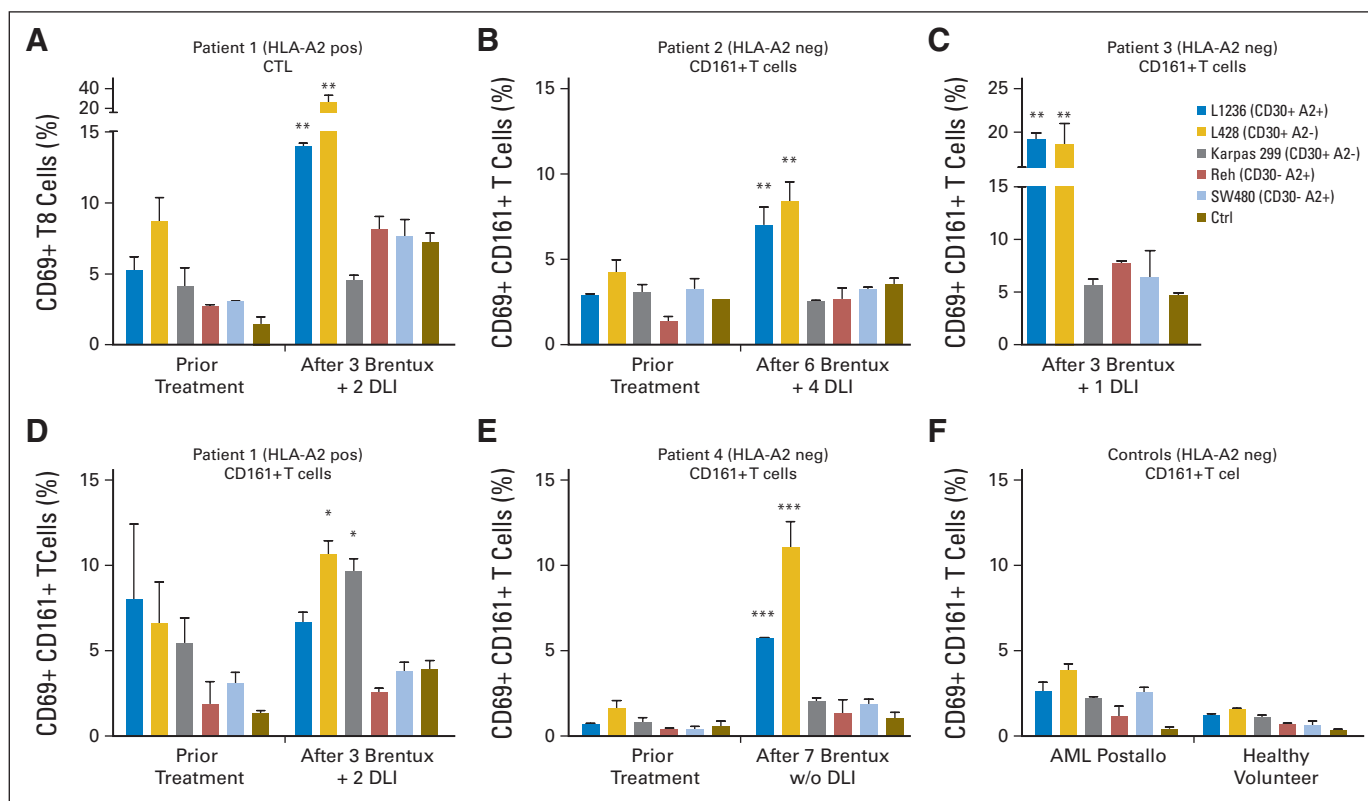 A
Patient 1 (HLA-A2 pos)
CTL
CD69+ T8 Cells (%)
40
20
15
10
5
0
**
**
Prior
Treatment
After 3 Brentux
+ 2 DLI
B
Patient 2 (HLA-A2 neg)
CD161+T cells
CD69+ CD161+ T Cells (%)
15
10
5
0
**
**
Prior
Treatment
After 6 Brentux
+ 4 DLI
C
Patient 3 (HLA-A2 neg)
CD161+T cells
CD69+ CD161+ T Cells (%)
25
20
15
10
5
0
**
**
After 3 Brentux
+ 1 DLI
L1236 (CD30+ A2+)
L428 (CD30+ A2-)
Karpas 299 (CD30+ A2-)
Reh (CD30- A2+)
SW480 (CD30- A2+)
Ctrl
D
Patient 1 (HLA-A2 pos)
CD161+T cells
CD69+ CD161+ TCells (%)
15
10
5
0
*
*
Prior
Treatment
After 3 Brentux
+ 2 DLI
E
Patient 4 (HLA-A2 neg)
CD161+T cells
CD69+ CD161+ T Cells (%)
15
10
5
0
***
***
Prior
Treatment
After 7 Brentux
w/o DLI
F
Controls (HLA-A2 neg)
CD161+T cel
CD69+ CD161+ T Cells (%)
15
10
5
0
AML Postallo
Healthy
Volunteer